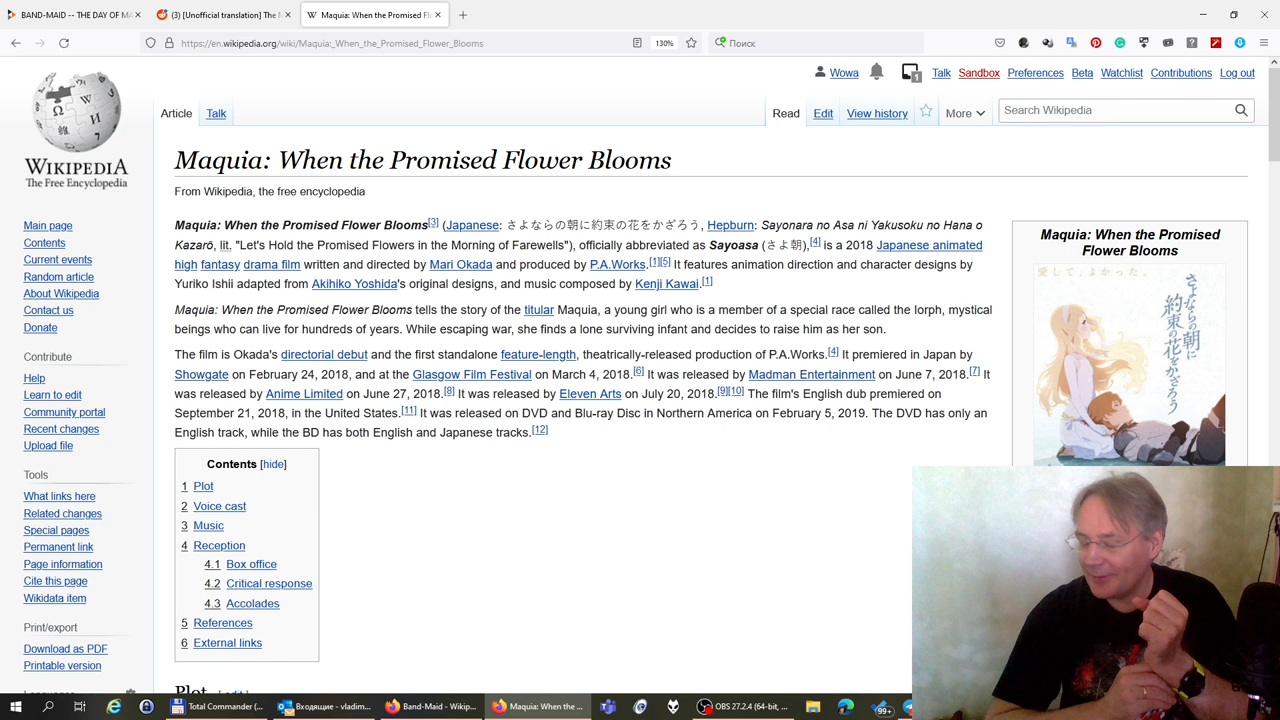 BAND-MAID -- THE DAY OF MA
(3) [Unofficial translation] The M
Maquia: When the Promised Fl
https://en.wikipedia.org/wiki/Maquia:_When_the_Promised_Flower_Blooms
130%
Поиск
Wowa
1
Talk
Sandbox
Preferences
Beta
Watchlist
Contributions
Log out
Article
Talk
Read
Edit
View history
More
Search Wikipedia
WIKIPEDIA
The Free Encyclopedia
Main page
Contents
Current events
Random article
About Wikipedia
Contact us
Donate
Contribute
Help
Learn to edit
Community portal
Recent changes
Upload file
Tools
What links here
Related changes
Special pages
Permanent link
Page information
Cite this page
Wikidata item
Print/export
Download as PDF
Printable version
Languages
Maquia: When the Promised Flower Blooms
From Wikipedia, the free encyclopedia
Maquia: When the Promised Flower Blooms[3] (Japanese: さよならの朝に約束の花をかざろう, Hepburn: Sayonara no Asa ni Yakusoku no Hana o
Kazarō, lit. "Let's Hold the Promised Flowers in the Morning of Farewells"), officially abbreviated as Sayoasa (さよ朝),[4] is a 2018 Japanese animated
high fantasy drama film written and directed by Mari Okada and produced by P.A.Works.[1][5] It features animation direction and character designs by
Yuriko Ishii adapted from Akihiko Yoshida's original designs, and music composed by Kenji Kawai.[1]
Maquia: When the Promised Flower Blooms tells the story of the titular Maquia, a young girl who is a member of a special race called the Iorph, mystical
beings who can live for hundreds of years. While escaping war, she finds a lone surviving infant and decides to raise him as her son.
The film is Okada's directorial debut and the first standalone feature-length, theatrically-released production of P.A.Works.[4] It premiered in Japan by
Showgate on February 24, 2018, and at the Glasgow Film Festival on March 4, 2018.[6] It was released by Madman Entertainment on June 7, 2018.[7] It
was released by Anime Limited on June 27, 2018.[8] It was released by Eleven Arts on July 20, 2018.[9][10] The film's English dub premiered on
September 21, 2018, in the United States.[11] It was released on DVD and Blu-ray Disc in Northern America on February 5, 2019. The DVD has only an
English track, while the BD has both English and Japanese tracks.[12]
Contents [hide]
1 Plot
2 Voice cast
3 Music
4 Reception
4.1 Box office
4.2 Critical response
4.3 Accolades
5 References
6 External links
Plot [ edit ]
Maquia: When the Promised
Flower Blooms
愛して、よかった。
さよならの朝に
約束の花をかざろう
Total Commander (...
Входящие - vladim...
Band-Maid - Wikip...
Maquia: When the ...
OBS 27.2.4 (64-bit, ...
99+